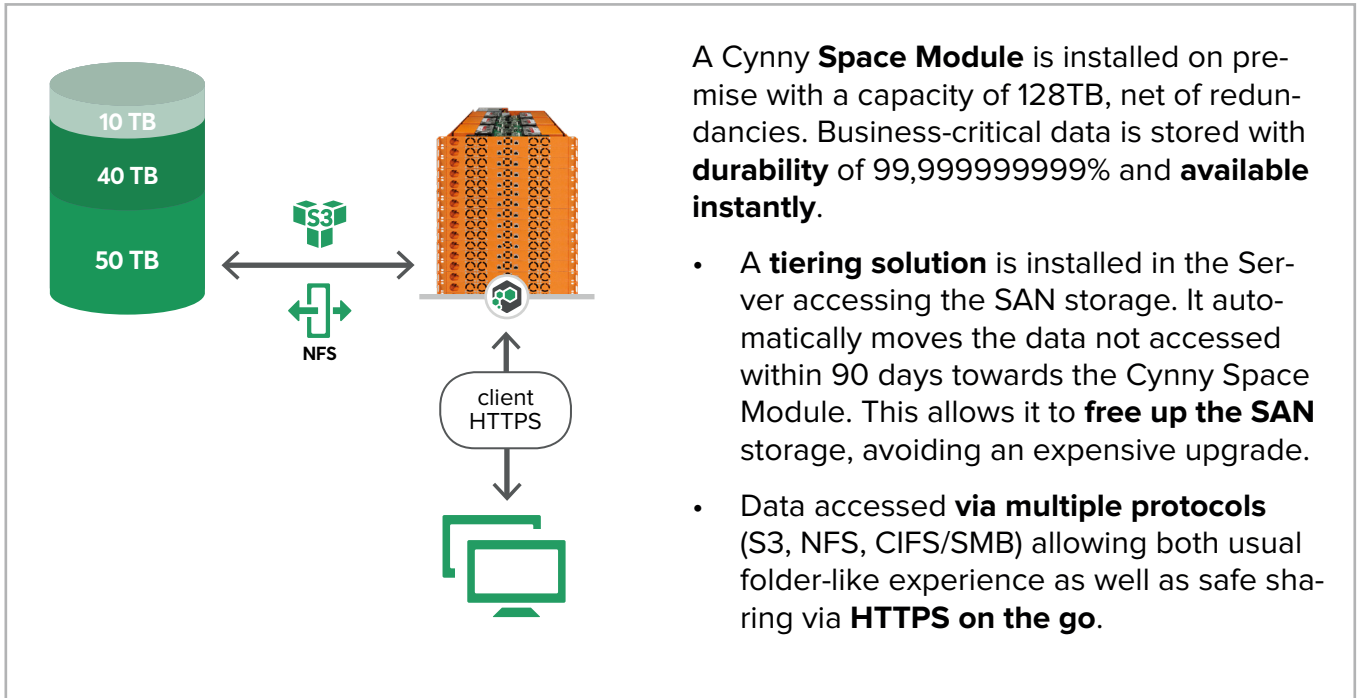 10 TB
40 TB
50 TB
S3
NFS
client
HTTPS
A Cynny Space Module is installed on pre-
mise with a capacity of 128TB, net of redun-
dancies. Business-critical data is stored with
durability of 99,999999999% and available
instantly.
• A tiering solution is installed in the Ser-
ver accessing the SAN storage. It auto-
matically moves the data not accessed
within 90 days towards the Cynny Space
Module. This allows it to free up the SAN
storage, avoiding an expensive upgrade.
• Data accessed via multiple protocols
(S3, NFS, CIFS/SMB) allowing both usual
folder-like experience as well as safe sha-
ring via HTTPS on the go.